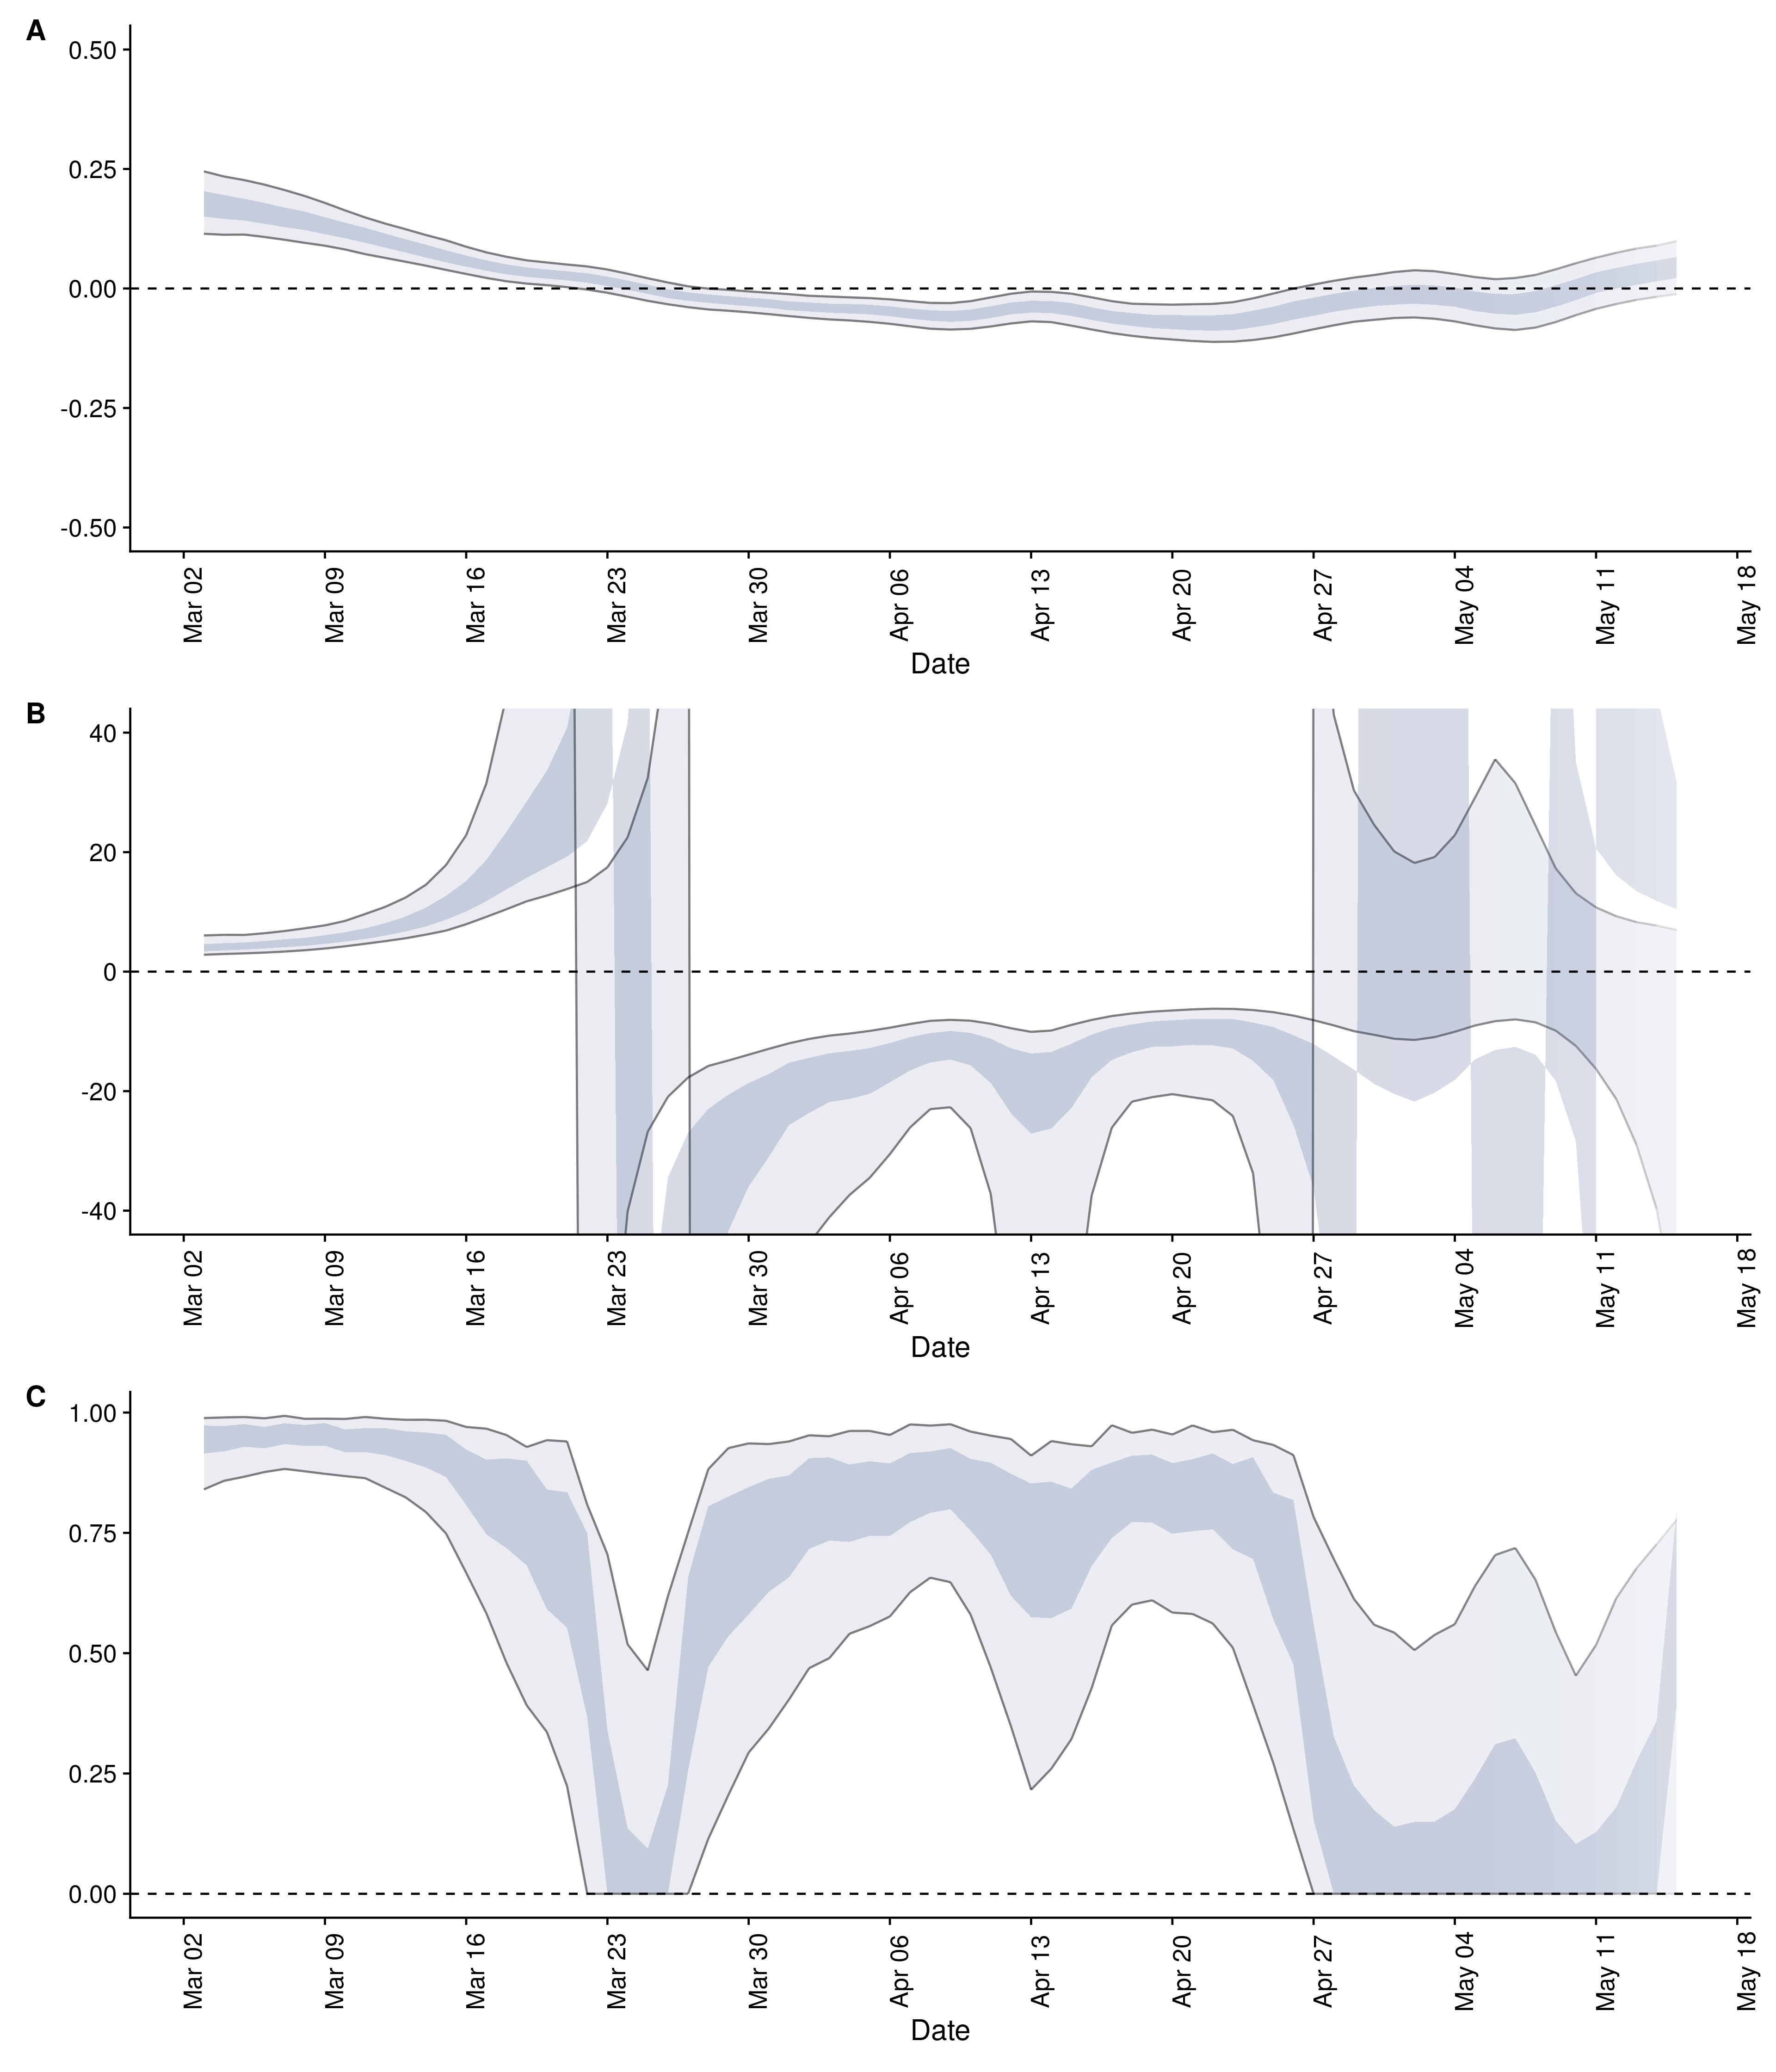 A
0.50
0.25
0.00
-0.25
-0.50
Mar 02
Mar 09
Mar 16
Mar 23
Mar 30
Apr 06
Apr 13
Apr 20
Apr 27
May 04
May 11
May 18
Date
B
40
20
0
-20
-40
Mar 02
Mar 09
Mar 16
Mar 23
Mar 30
Apr 06
Apr 13
Apr 20
Apr 27
May 04
May 11
May 18
Date
C
1.00
0.75
0.50
0.25
0.00
Mar 02
Mar 09
Mar 16
Mar 23
Mar 30
Apr 06
Apr 13
Apr 20
Apr 27
May 04
May 11
May 18
Date